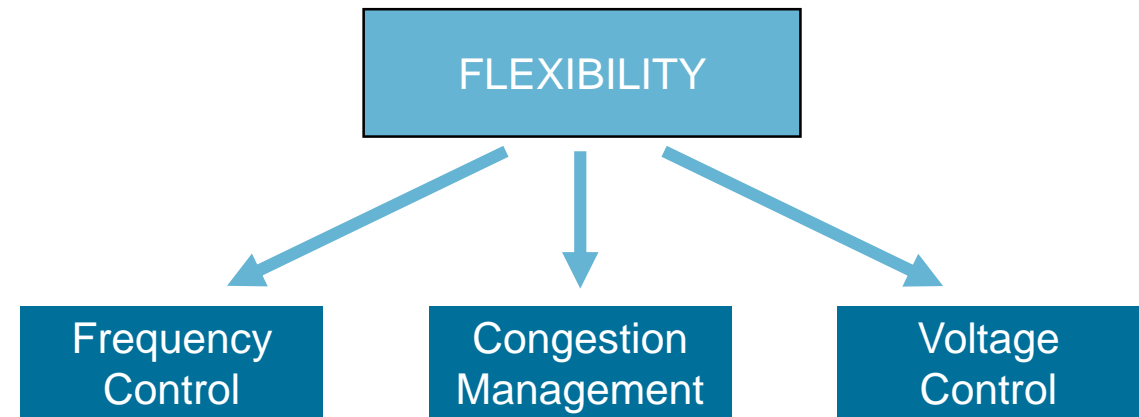 FLEXIBILITY
Frequency
Control
Congestion
Management
Voltage
Control